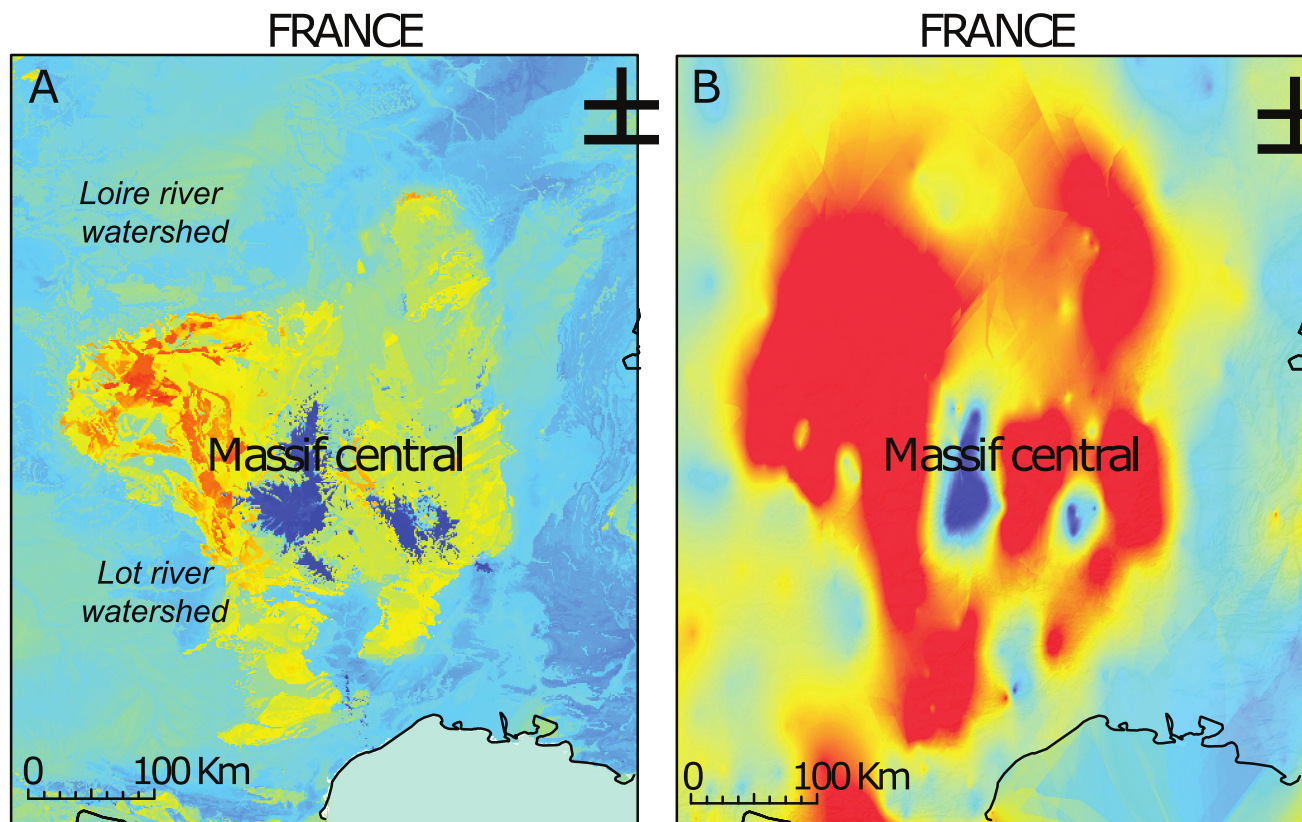 FRANCE
A
Loire river
watershed
Massif central
Lot river
watershed
0 100 Km
FRANCE
B
Massif central
0 100 Km